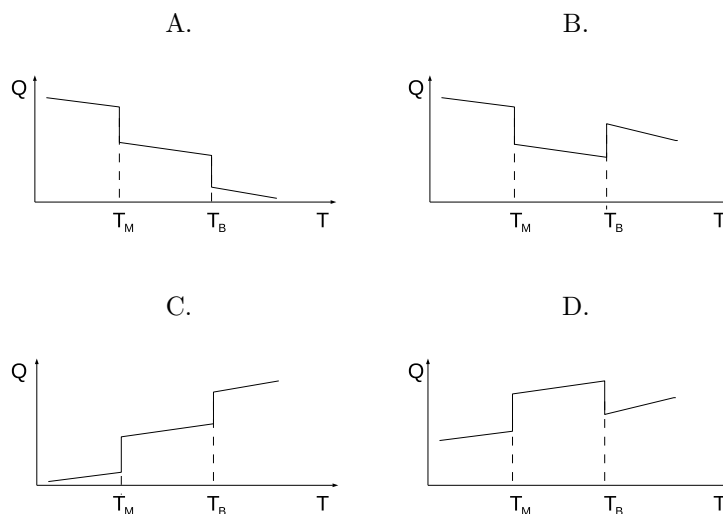 A. B.
Q Q
T_M T_B T T_M T_B T
C. D.
Q Q
T_M T_B T T_M T_B T